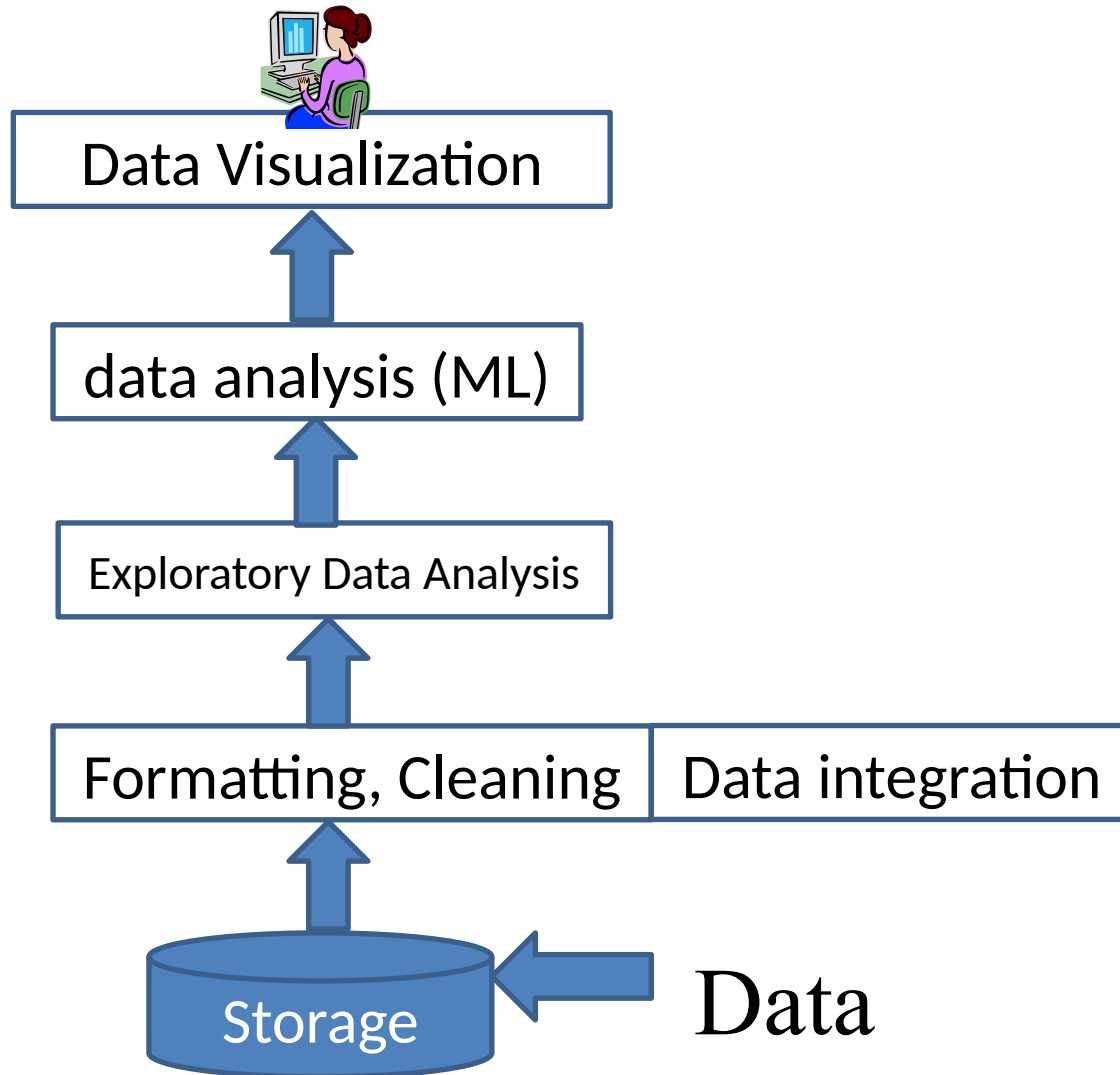 Data Visualization
data analysis (ML)
Exploratory Data Analysis
Formatting, Cleaning
Data integration
Storage
Data